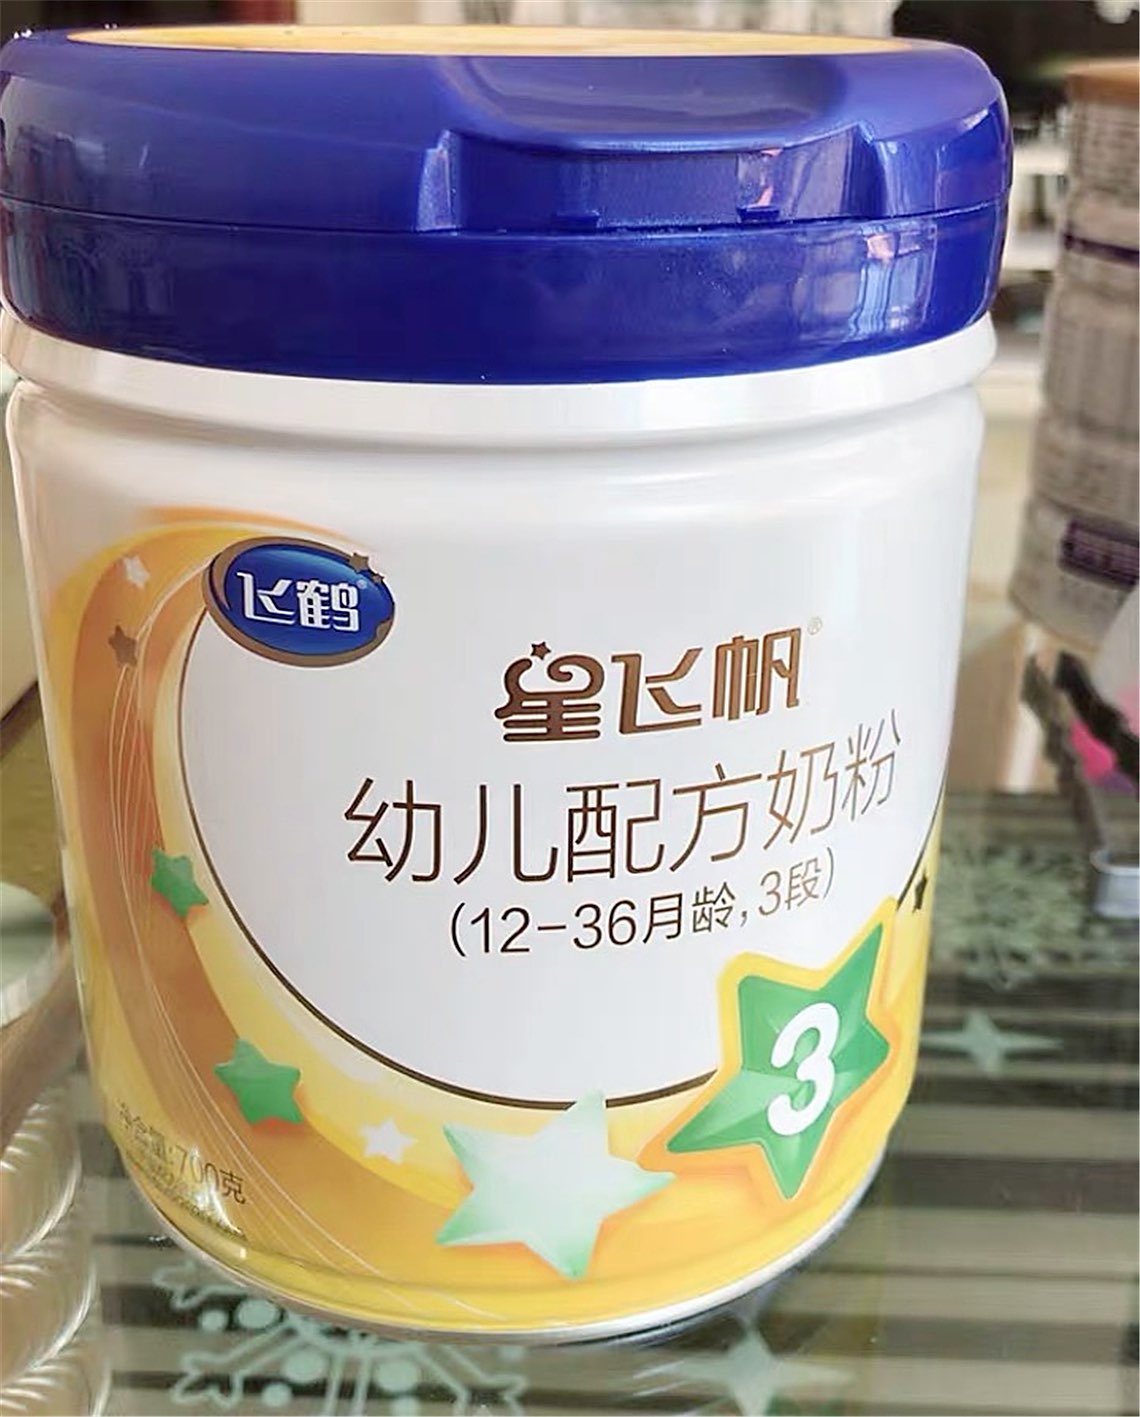 飞鹤®
星飞帆®
幼儿配方奶粉
(12-36月龄,3段)
3
净含量:700克